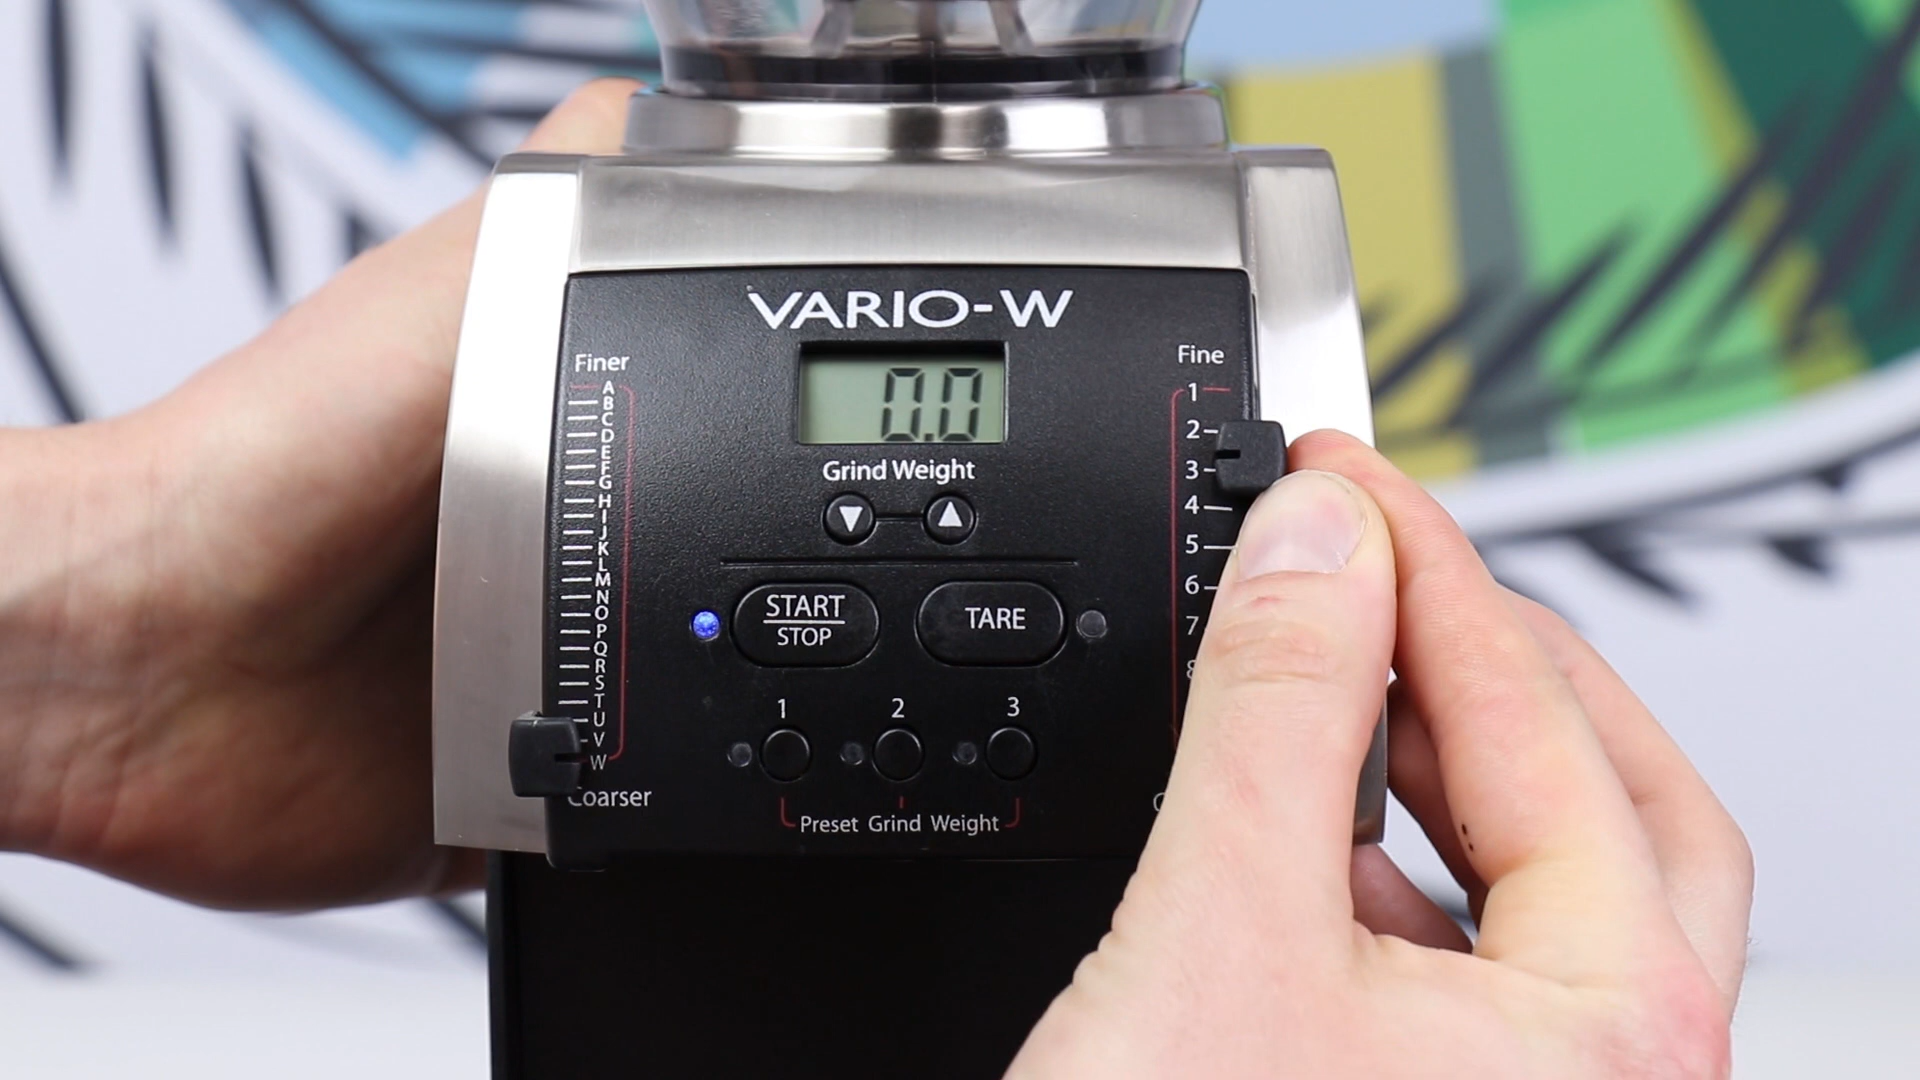 VARIO-W
Finer
A
B
C
D
E
F
G
H
I
J
K
L
M
N
O
P
Q
R
S
T
U
V
W
Coarser
0.0
Grind Weight
START
STOP
TARE
1 2 3
Preset Grind Weight
Fine
1
2
3
4
5
6
7
8